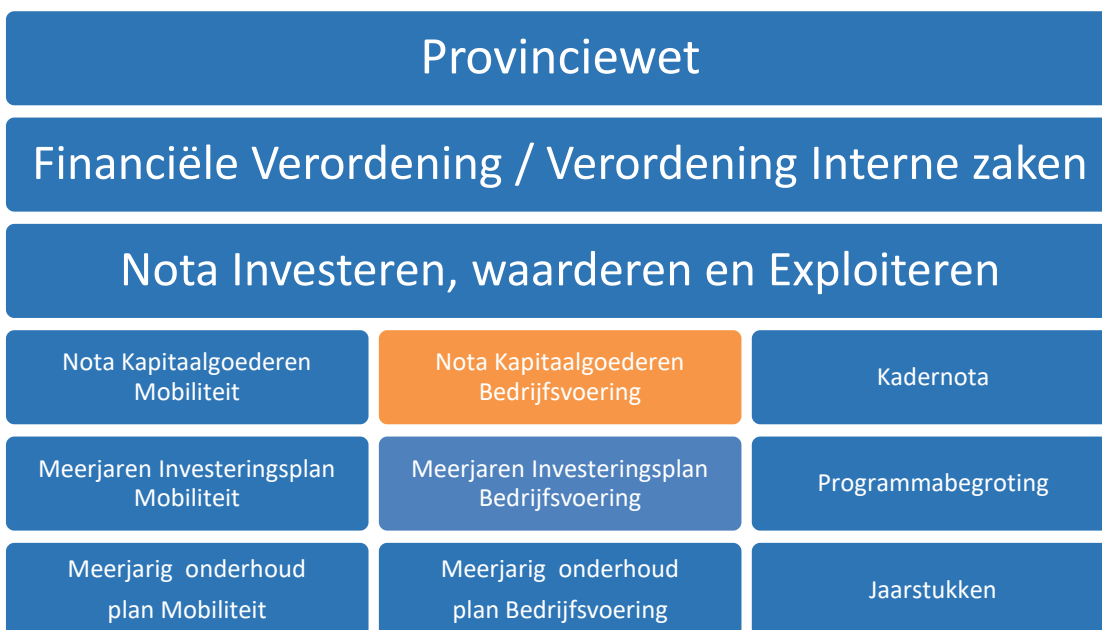 Provinciewet
Financiële Verordening / Verordening Interne zaken
Nota Investeren, waarderen en Exploiteren
Nota Kapitaalgoederen
Mobiliteit
Nota Kapitaalgoederen
Bedrijfsvoering
Kadernota
Meerjaren Investeringsplan
Mobiliteit
Meerjaren Investeringsplan
Bedrijfsvoering
Programmabegroting
Meerjarig onderhoud
plan Mobiliteit
Meerjarig onderhoud
plan Bedrijfsvoering
Jaarstukken